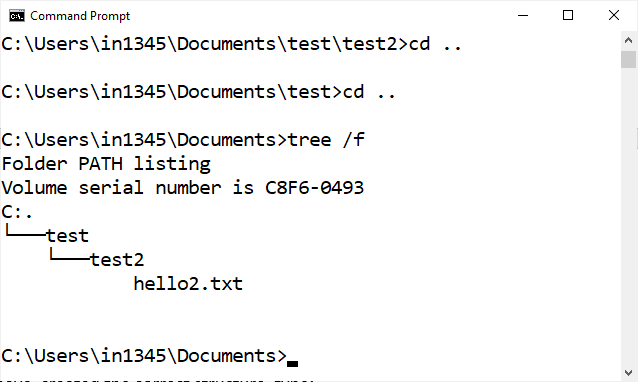 Command Prompt
C:\Users\in1345\Documents\test\test2>cd ..
C:\Users\in1345\Documents\test>cd ..
C:\Users\in1345\Documents>tree /f
Folder PATH listing
Volume serial number is C8F6-0493
C:.
└───test
    └───test2
            hello2.txt
C:\Users\in1345\Documents>